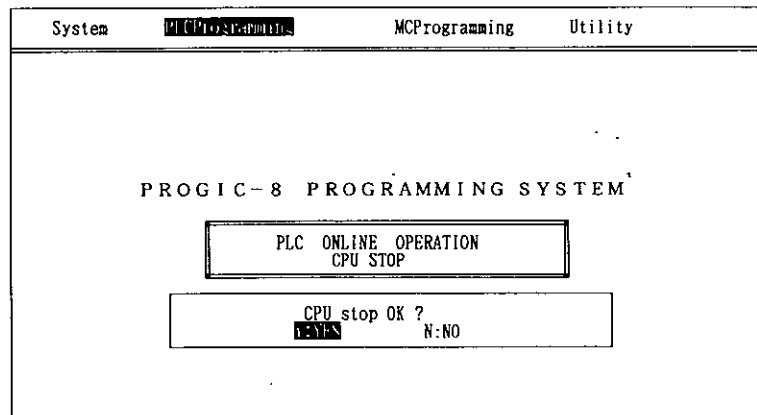 System PLCProgramming MCProgramming Utility
PROGIC-8 PROGRAMMING SYSTEM
PLC ONLINE OPERATION
CPU STOP
CPU stop OK ?
Y:YES N:NO